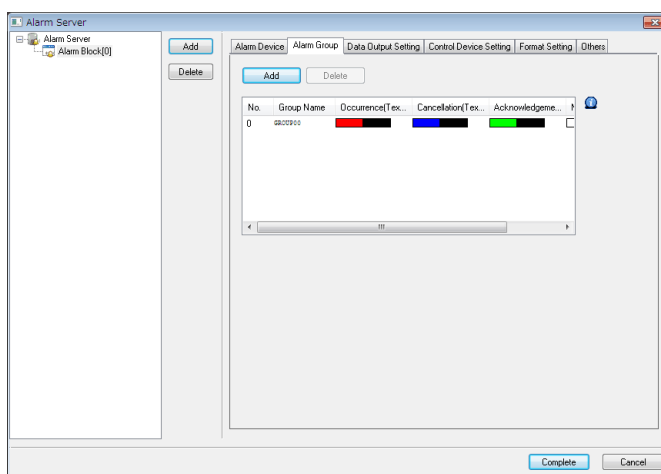 Alarm Server
Alarm Server
Alarm Block[0]
Add
Delete
Alarm Device Alarm Group Data Output Setting Control Device Setting Format Setting Others
Add Delete
No. Group Name Occurrence(Tex... Cancellation(Tex... Acknowledgeme...
0 GROUP00
Complete Cancel